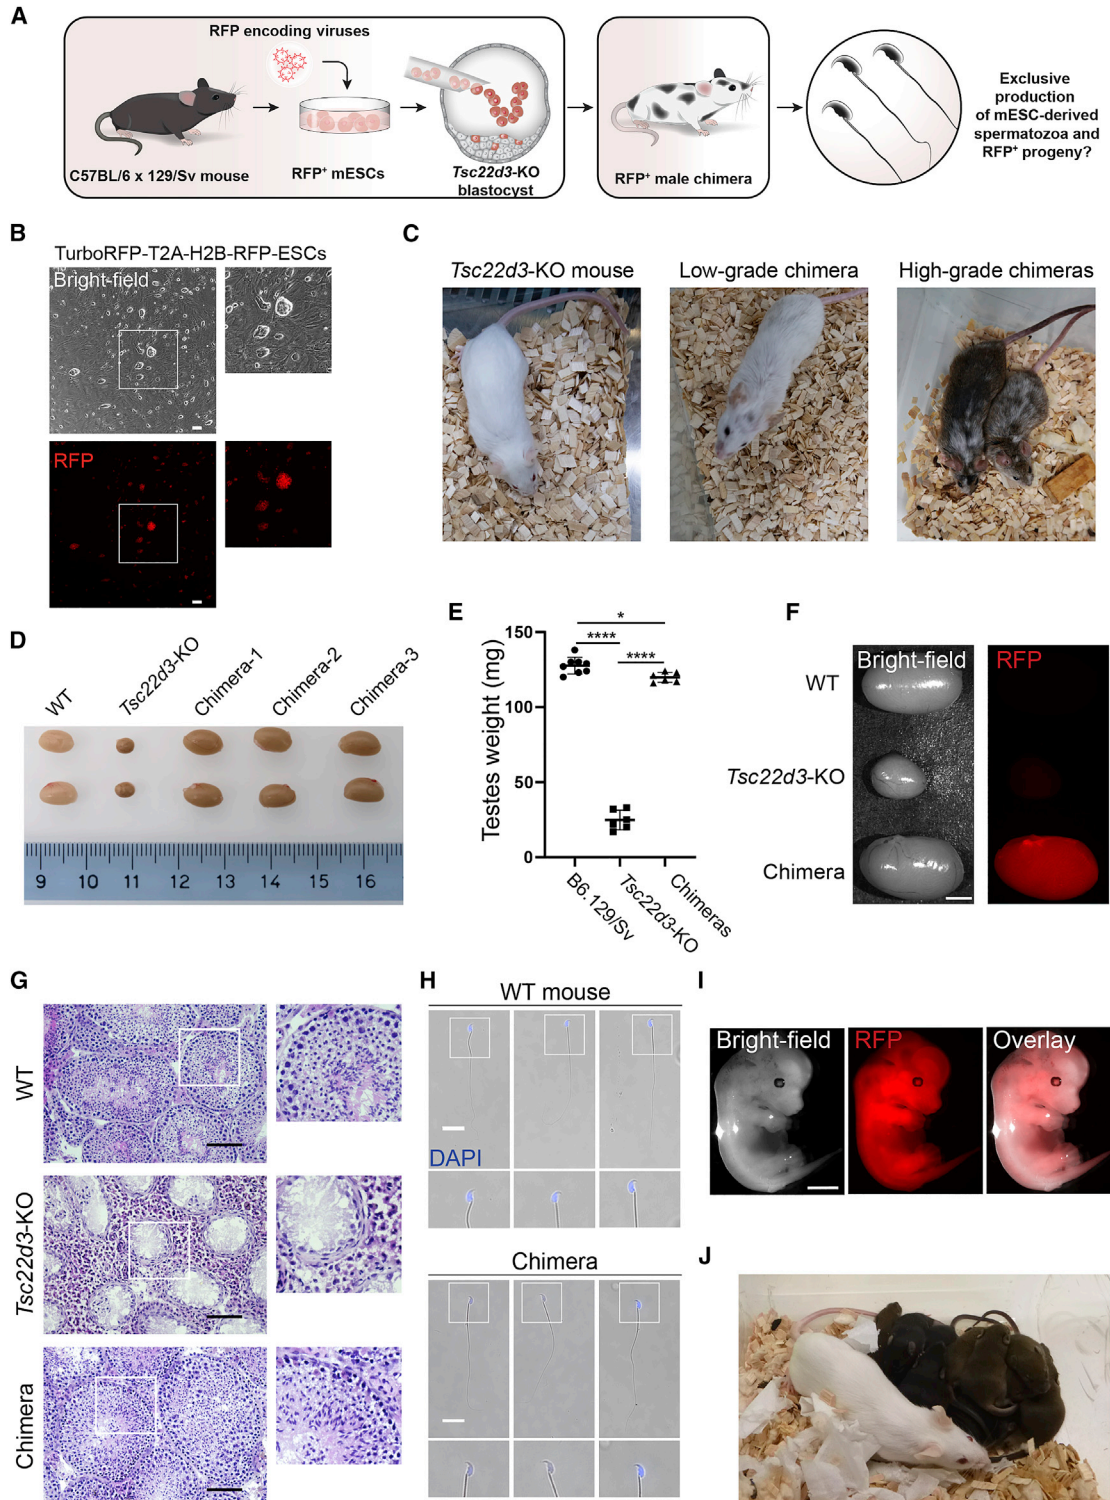 A
RFP encoding viruses
C57BL/6 x 129/Sv mouse
RFP⁺ mESCs
Tsc22d3-KO
blastocyst
RFP⁺ male chimera
Exclusive
production
of mESC-derived
spermatozoa and
RFP⁺ progeny?
B
TurboRFP-T2A-H2B-RFP-ESCs
Bright-field
RFP
C
Tsc22d3-KO mouse
Low-grade chimera
High-grade chimeras
D
WT
Tsc22d3-KO
Chimera-1
Chimera-2
Chimera-3
9 10 11 12 13 14 15 16
E
Testes weight (mg)
150
100
50
0
*
****
****
B6.129/Sv
Tsc22d3-KO
Chimeras
F
Bright-field
RFP
WT
Tsc22d3-KO
Chimera
G
WT
Tsc22d3-KO
Chimera
H
WT mouse
DAPI
Chimera
I
Bright-field
RFP
Overlay
J